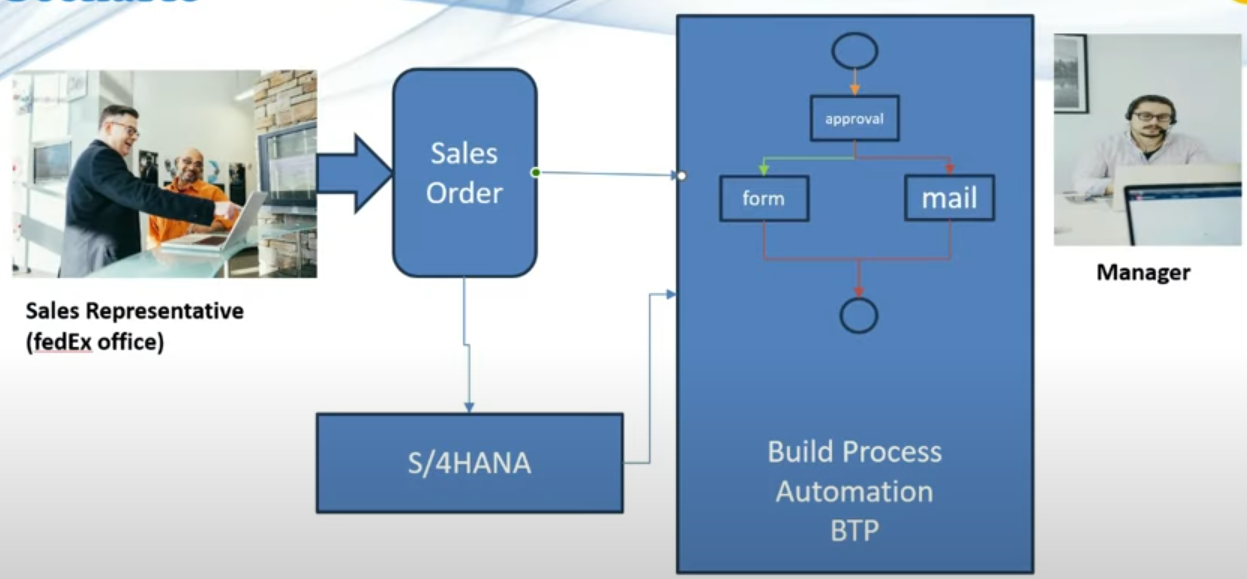 Sales
Order
approval
form
mail
Manager
Sales Representative
(fedEx office)
S/4HANA
Build Process
Automation
BTP